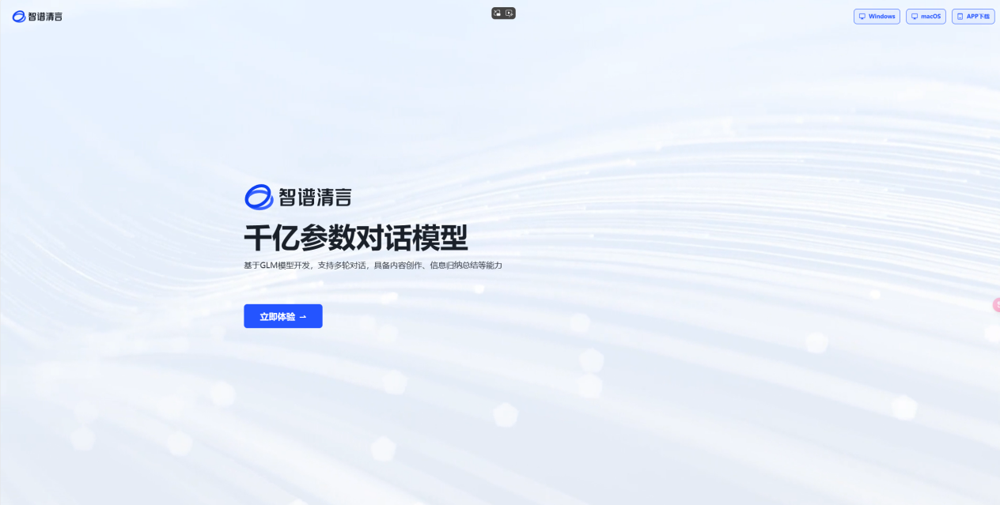 智谱清言
Windows
macOS
APP下载
智谱清言
千亿参数对话模型
基于GLM模型开发，支持多轮对话，具备内容创作、信息归纳总结等能力
立即体验 →